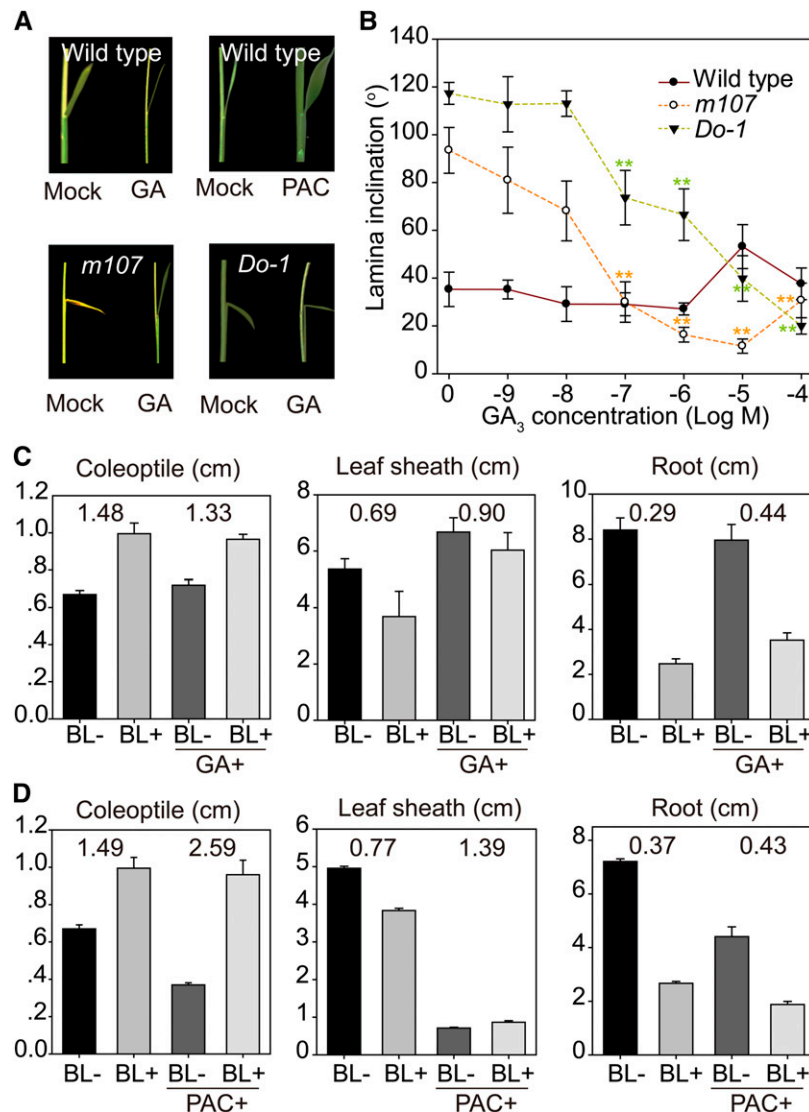 A
Wild type Wild type
Mock GA Mock PAC
m107 Do-1
Mock GA Mock GA
B
140
120
100
80
60
40
20
0
Lamina inclination (°)
Wild type
m107
Do-1
** **
**
** ** ** ** **
0 -9 -8 -7 -6 -5 -4
GA₃ concentration (Log M)
C
Coleoptile (cm)
1.2
1.0
.8
.6
.4
.2
0.0
1.48 1.33
BL- BL+ BL- BL+
GA+
Leaf sheath (cm)
8
6
4
2
0
0.69 0.90
BL- BL+ BL- BL+
GA+
Root (cm)
10
8
6
4
2
0
0.29 0.44
BL- BL+ BL- BL+
GA+
D
Coleoptile (cm)
1.2
1.0
.8
.6
.4
.2
0.0
1.49 2.59
BL- BL+ BL- BL+
PAC+
Leaf sheath (cm)
6
5
4
3
2
1
0
0.77 1.39
BL- BL+ BL- BL+
PAC+
Root (cm)
8
6
4
2
0
0.37 0.43
BL- BL+ BL- BL+
PAC+